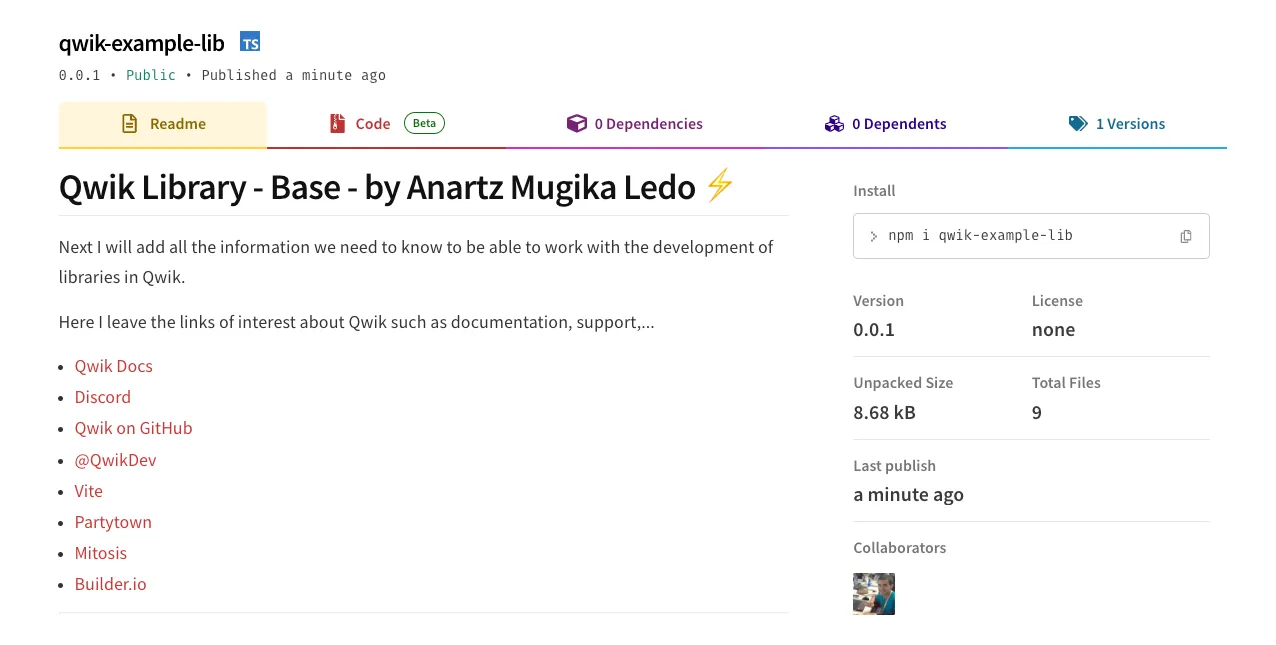 qwik-example-lib TS
0.0.1 • Public • Published a minute ago
Readme
Code Beta
0 Dependencies
0 Dependents
1 Versions
Qwik Library - Base - by Anartz Mugika Ledo ⚡
Next I will add all the information we need to know to be able to work with the development of
libraries in Qwik.
Here I leave the links of interest about Qwik such as documentation, support,...
• Qwik Docs
• Discord
• Qwik on GitHub
• @QwikDev
• Vite
• Partytown
• Mitosis
• Builder.io
Install
> npm i qwik-example-lib
Version
0.0.1
License
none
Unpacked Size
8.68 kB
Total Files
9
Last publish
a minute ago
Collaborators